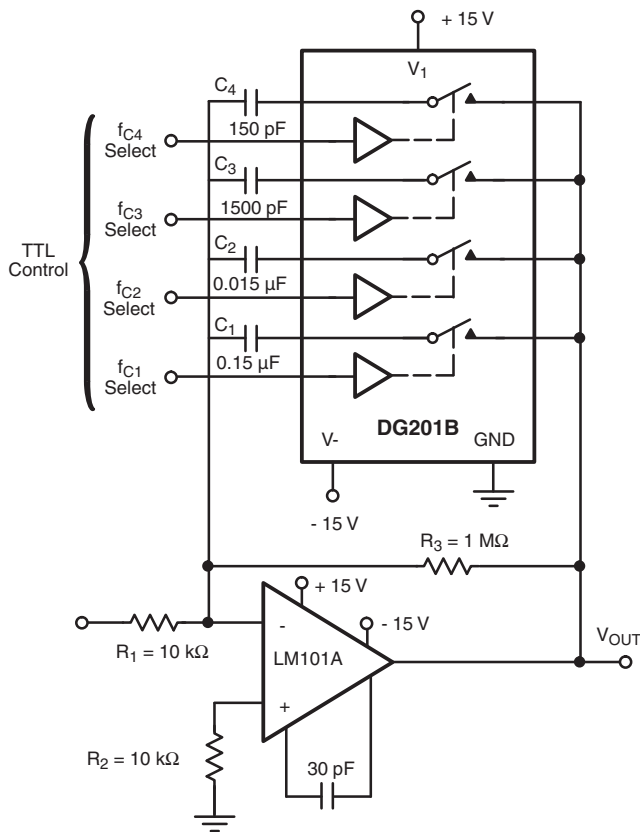 + 15 V
V1
C4
150 pF
fC4
Select
C3
1500 pF
fC3
Select
TTL
Control
C2
0.015 µF
fC2
Select
C1
0.15 µF
fC1
Select
DG201B
V-
GND
- 15 V
R3 = 1 MΩ
+ 15 V
- 15 V
-
LM101A
+
R1 = 10 kΩ
VOUT
R2 = 10 kΩ
30 pF